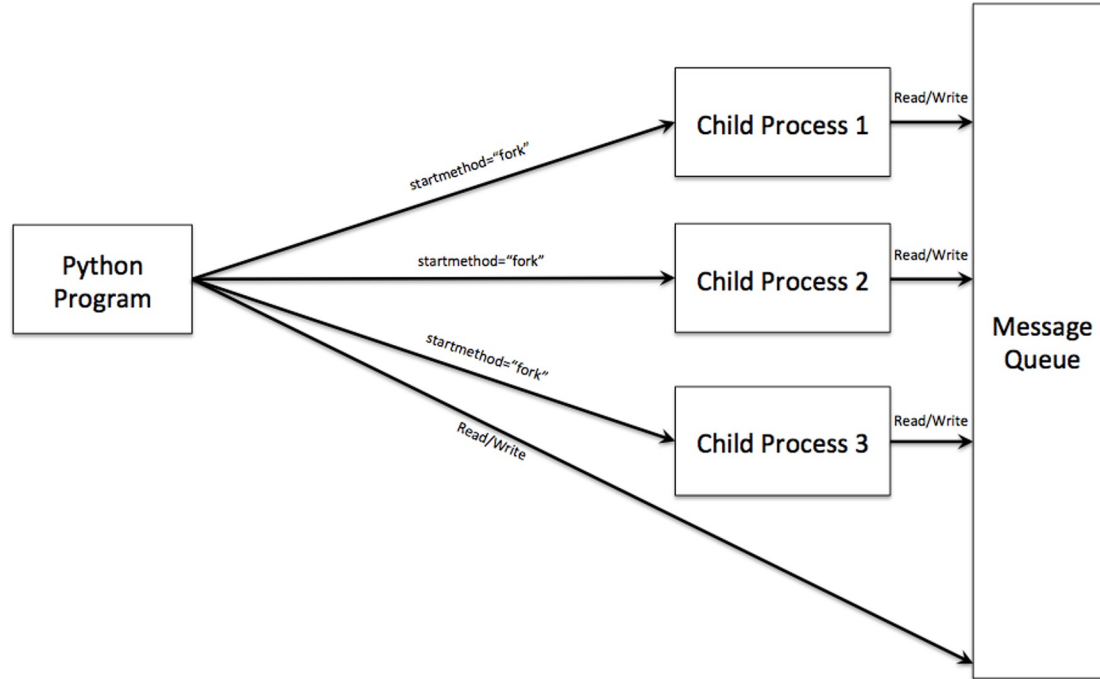 Python
Program
startmethod=“fork”
Child Process 1
Read/Write
startmethod=“fork”
Child Process 2
Read/Write
startmethod=“fork”
Child Process 3
Read/Write
Read/Write
Message
Queue